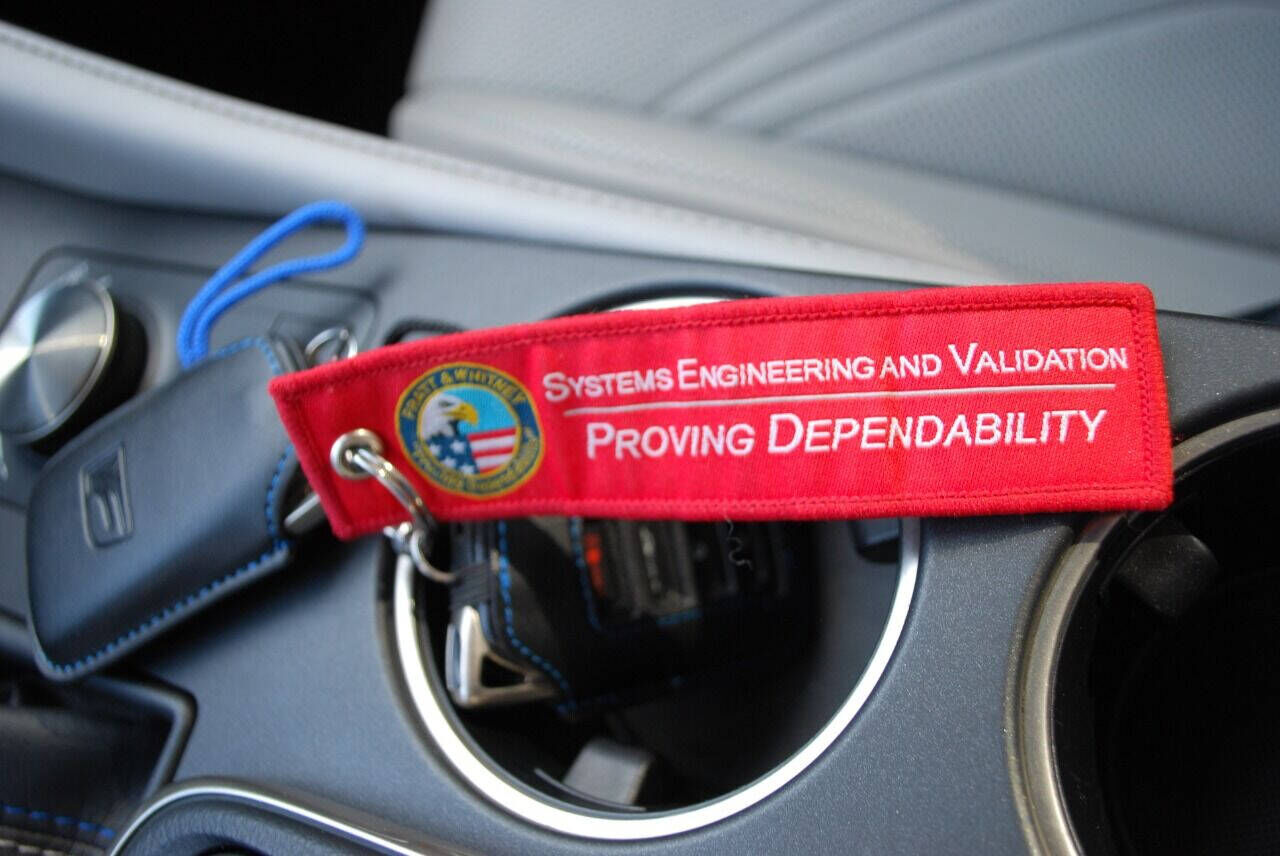 SYSTEMS ENGINEERING AND VALIDATION
PROVING DEPENDABILITY
PRATT & WHITNEY